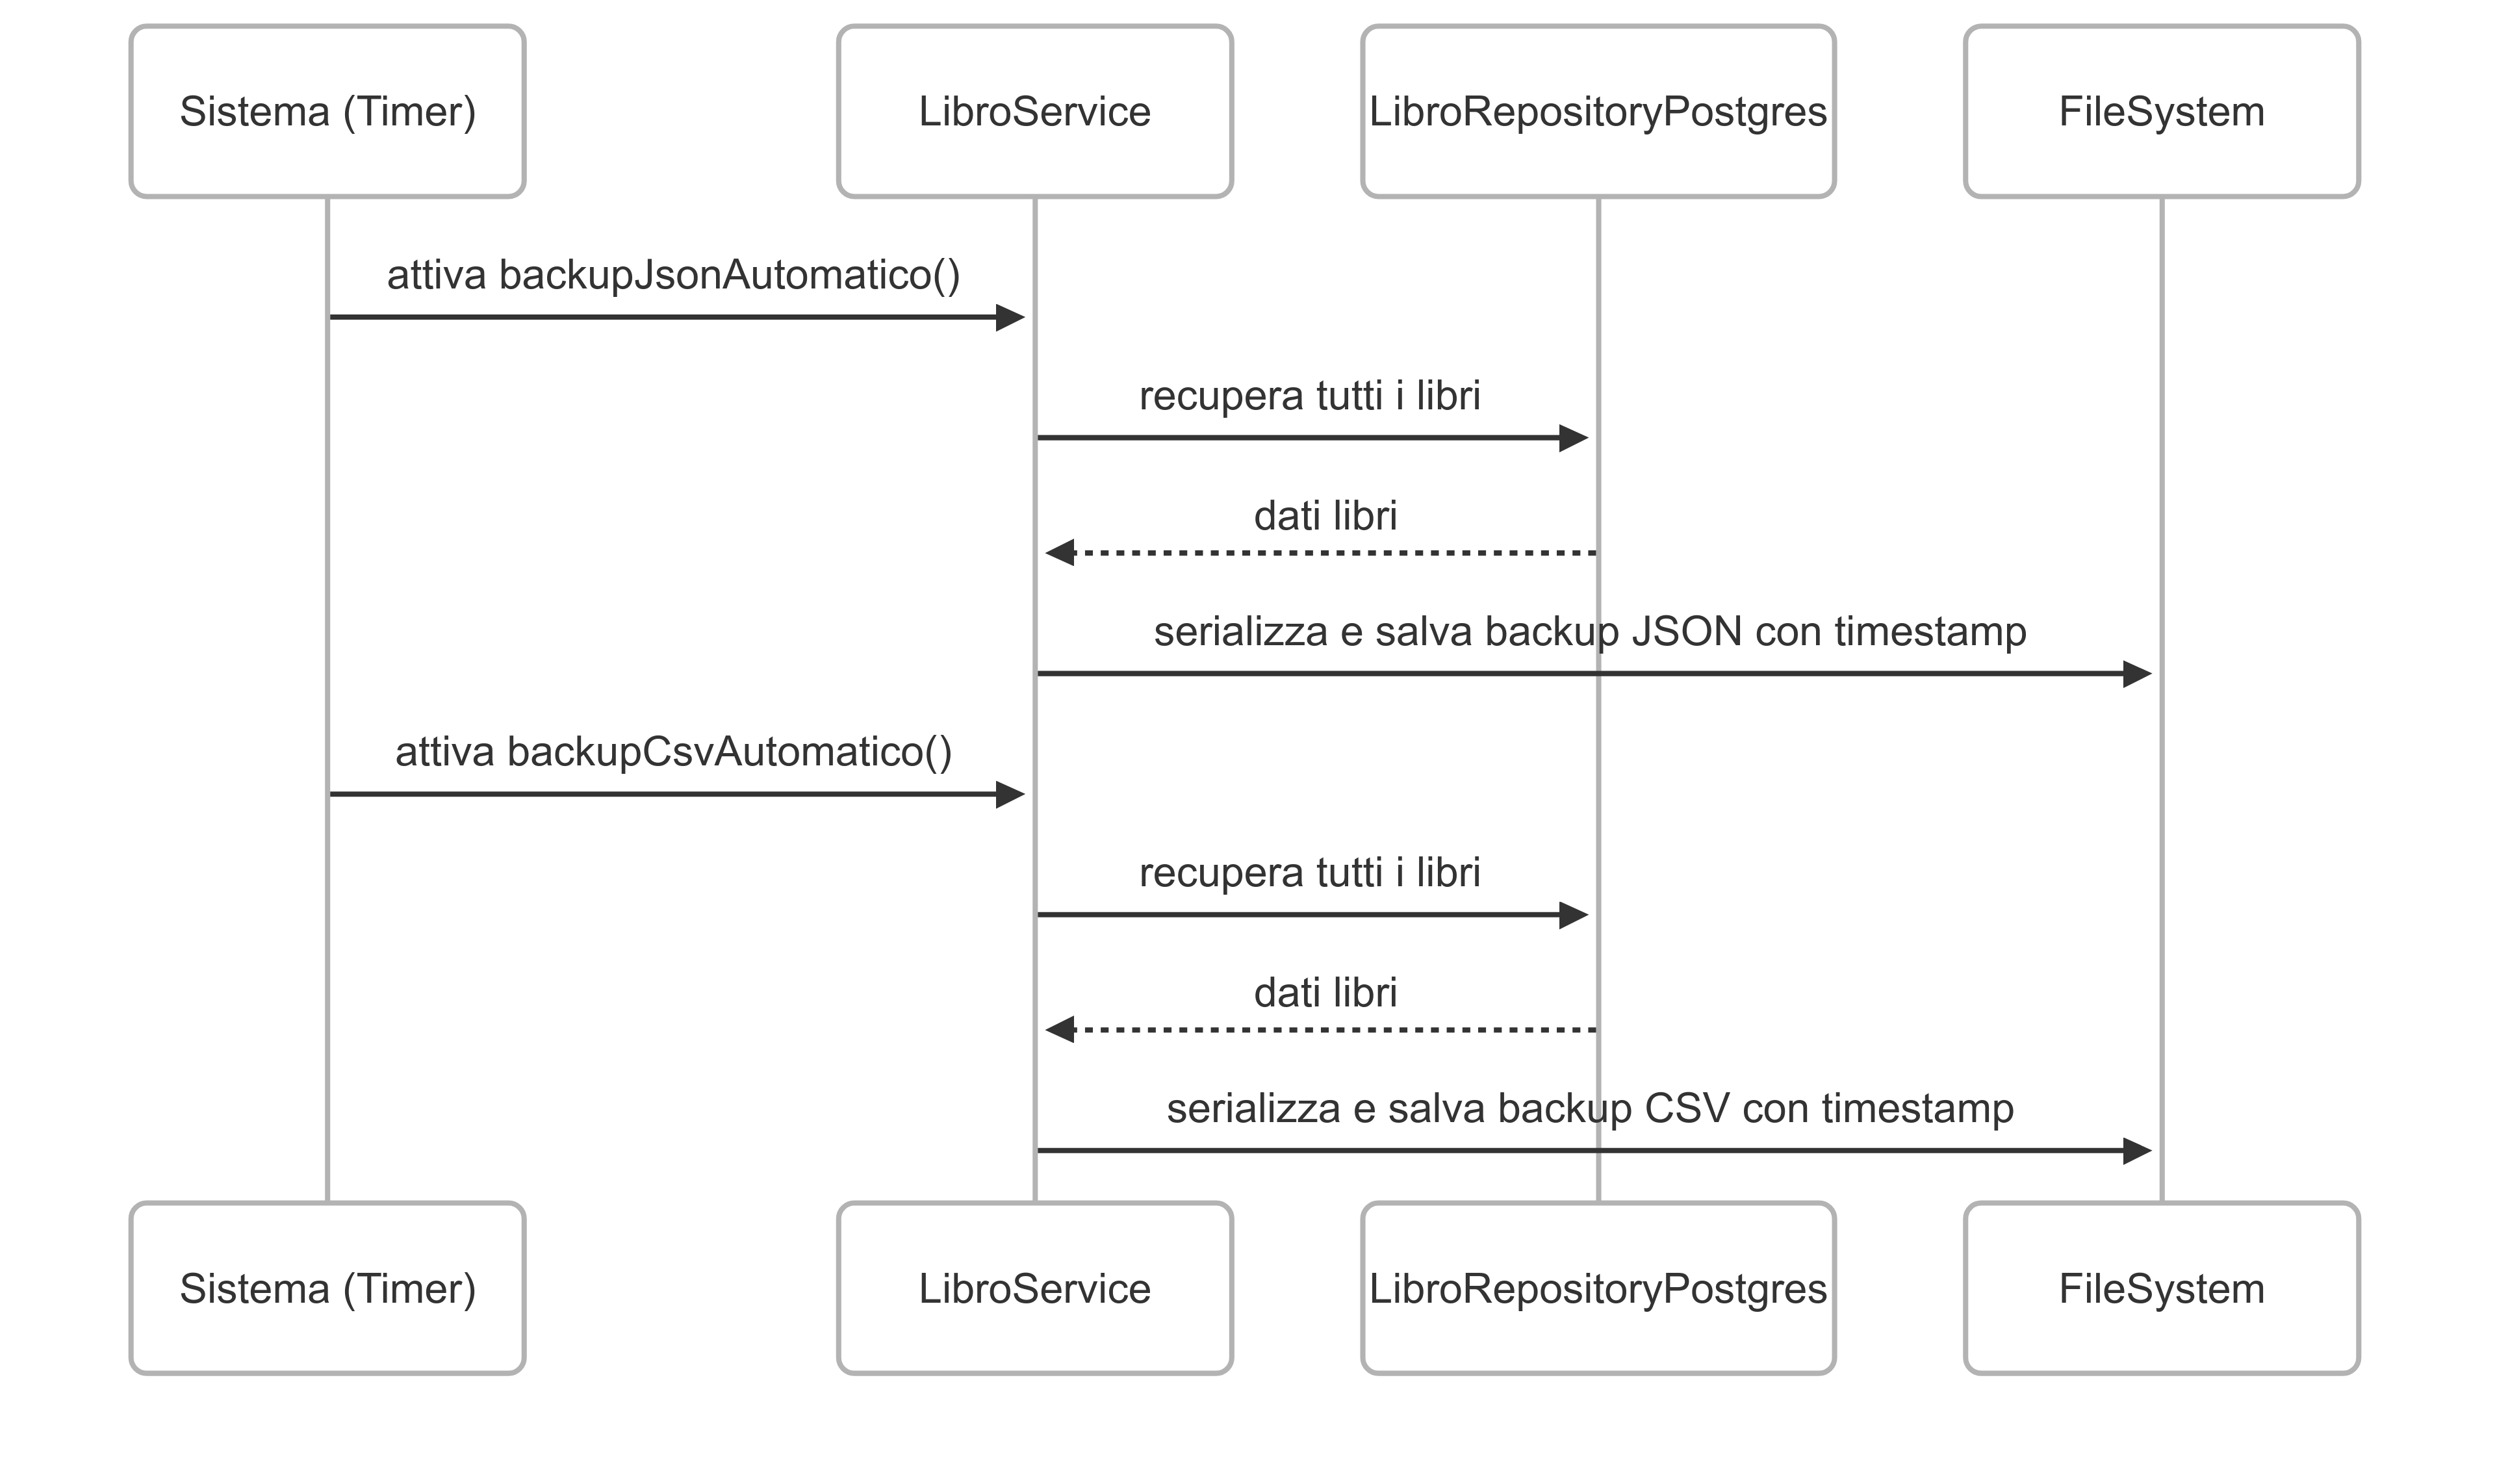 Sistema (Timer)
LibroService
LibroRepositoryPostgres
FileSystem
attiva backupJsonAutomatico()
recupera tutti i libri
dati libri
serializza e salva backup JSON con timestamp
attiva backupCsvAutomatico()
recupera tutti i libri
dati libri
serializza e salva backup CSV con timestamp
Sistema (Timer)
LibroService
LibroRepositoryPostgres
FileSystem